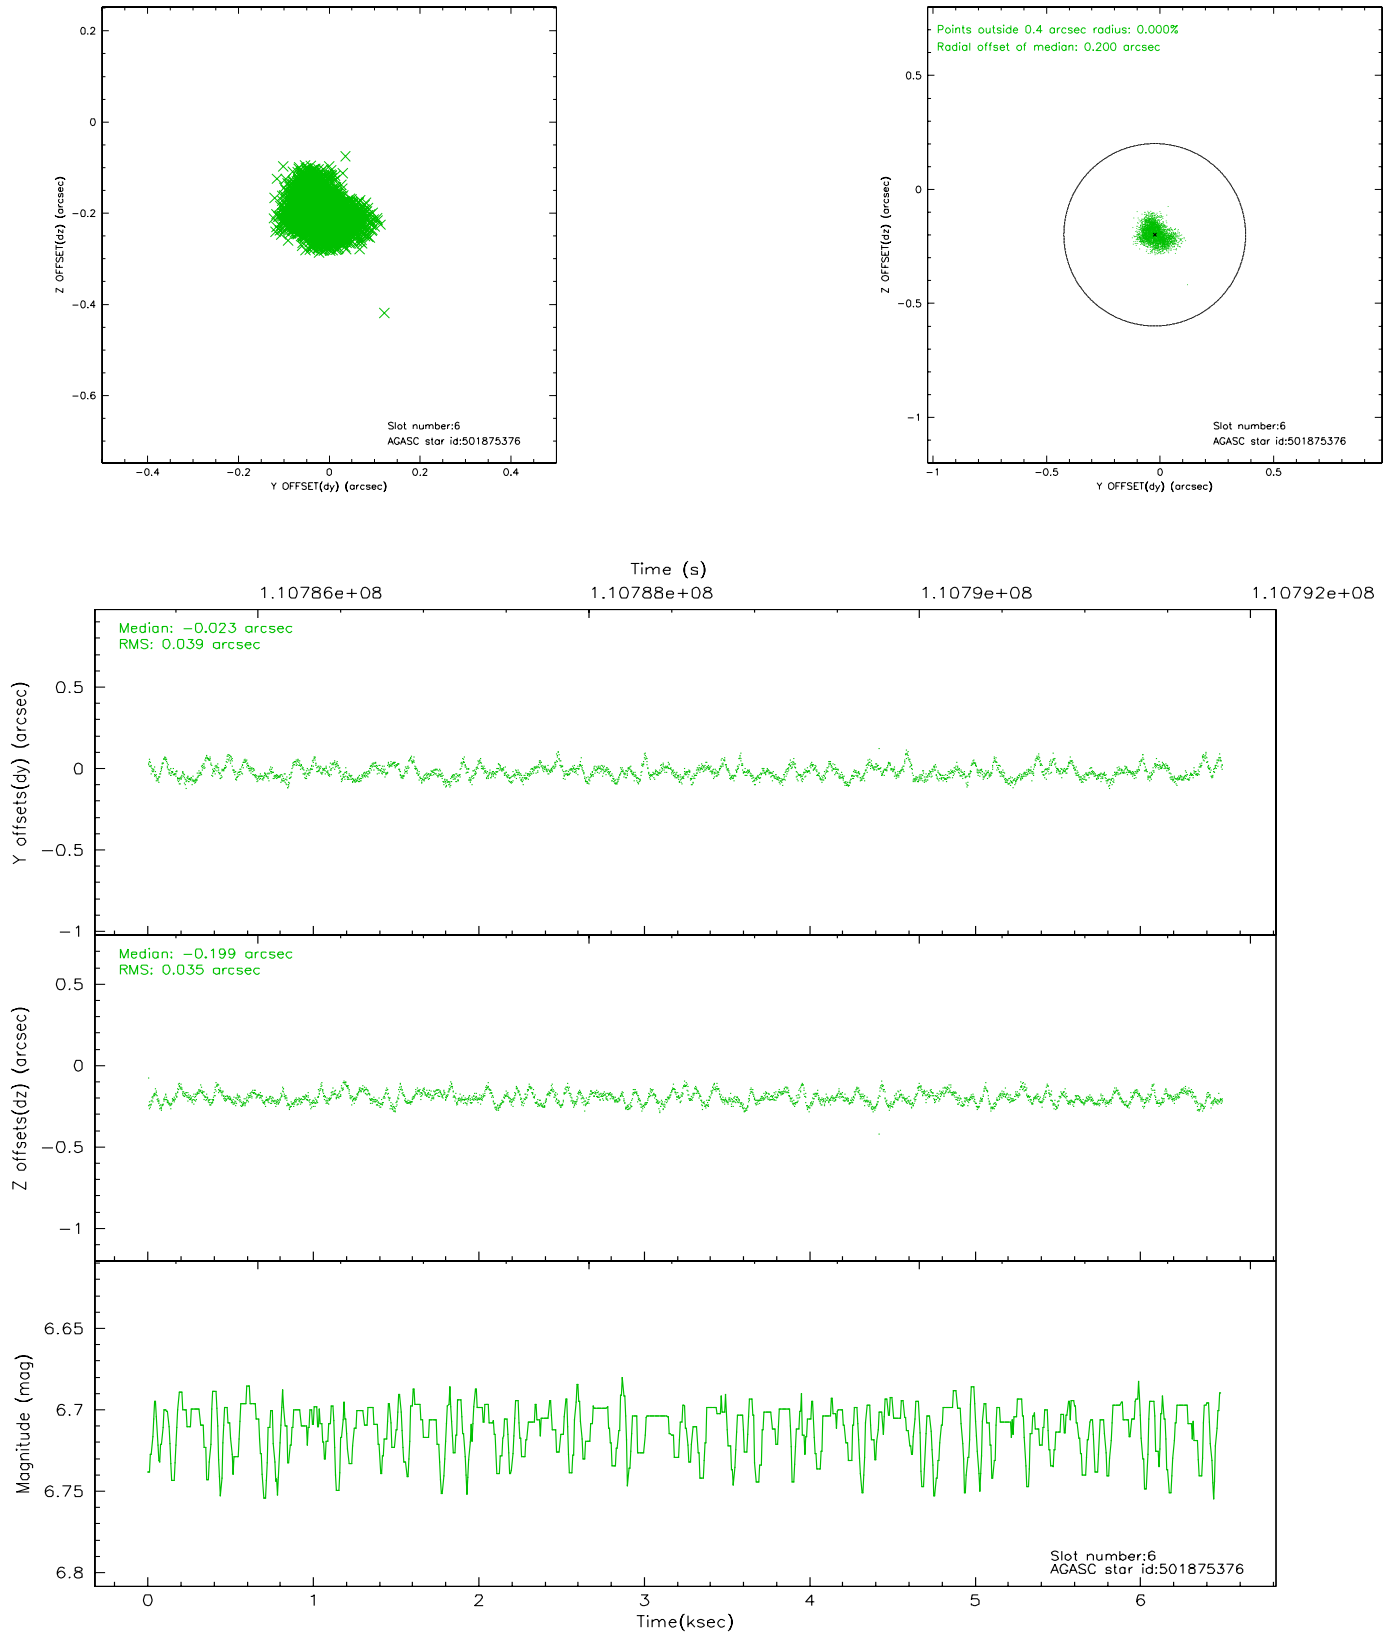 0.2
0
−0.2
−0.4
−0.6
Z OFFSET(dz) (arcsec)
−0.4 −0.2 0 0.2 0.4
Y OFFSET(dy) (arcsec)
Slot number:6
AGASC star id:501875376
Points outside 0.4 arcsec radius: 0.000%
Radial offset of median: 0.200 arcsec
0.5
0
−0.5
−1
Z OFFSET(dz) (arcsec)
−1 −0.5 0 0.5
Y OFFSET(dy) (arcsec)
Slot number:6
AGASC star id:501875376
Time (s)
1.10786e+08 1.10788e+08 1.1079e+08 1.10792e+08
Median: −0.023 arcsec
RMS: 0.039 arcsec
0.5
0
−0.5
−1
Y offsets(dy) (arcsec)
Median: −0.199 arcsec
RMS: 0.035 arcsec
0.5
0
−0.5
−1
Z offsets(dz) (arcsec)
6.65
6.7
6.75
6.8
Magnitude (mag)
Slot number:6
AGASC star id:501875376
0 1 2 3 4 5 6
Time(ksec)